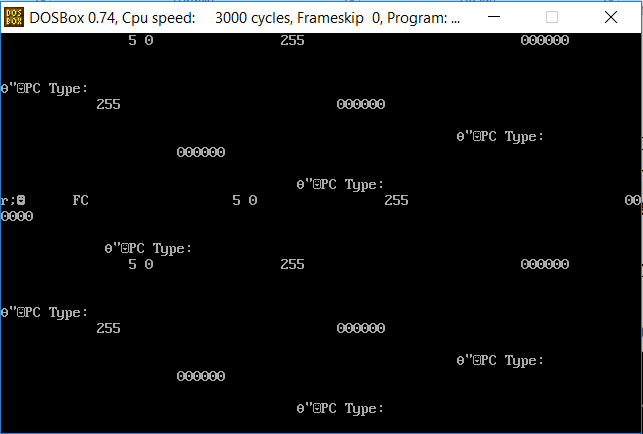 DOS
BOX
DOSBox 0.74, Cpu speed: 3000 cycles, Frameskip 0, Program: ...
5 0 255 000000
θ"☺PC Type:
255 000000
θ"☺PC Type:
000000
θ"☺PC Type:
r;◘ FC 5 0 255 00
0000
θ"☺PC Type:
5 0 255 000000
θ"☺PC Type:
255 000000
θ"☺PC Type:
000000
θ"☺PC Type: